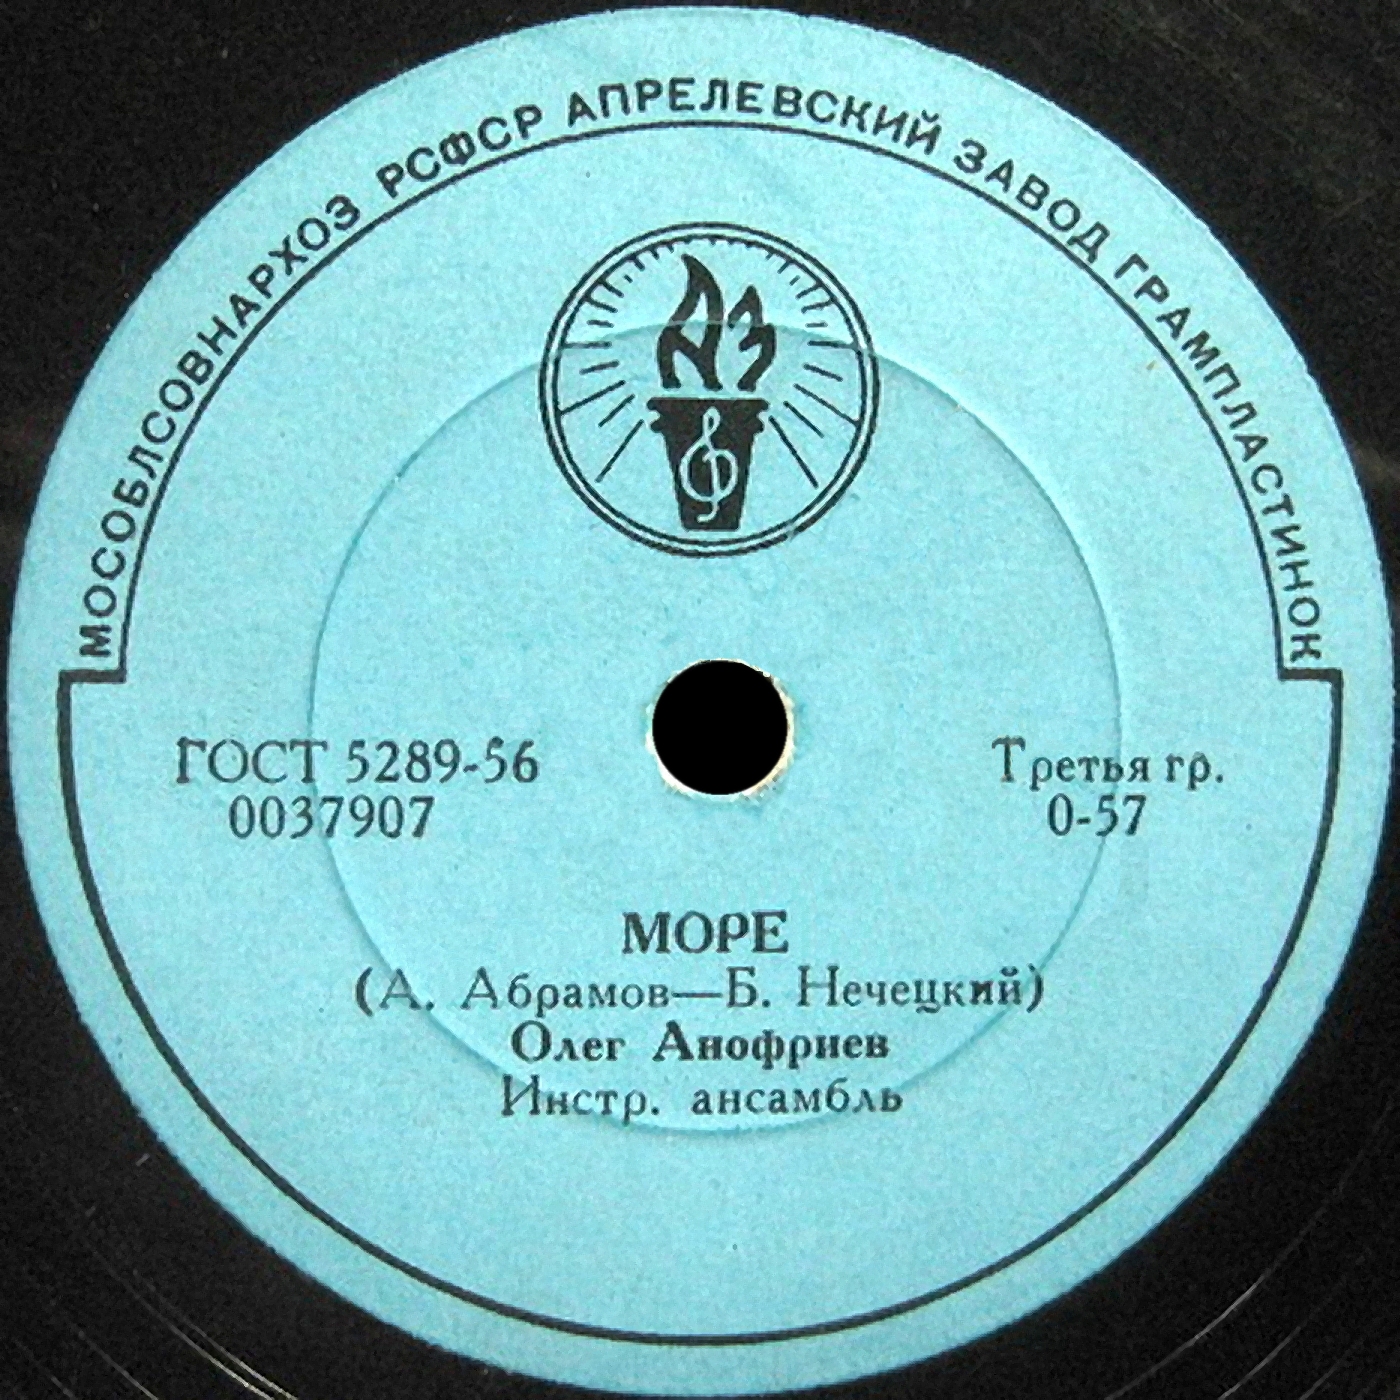 МОСОБЛСОВНАРХОЗ РСФСР АПРЕЛЕВСКИЙ ЗАВОД ГРАМПЛАСТИНОК
АЗ
ГОСТ 5289-56
0037907
Третья гр.
0-57
МОРЕ
(А. Абрамов—Б. Нечецкий)
Олег Анофриев
Инстр. ансамбль